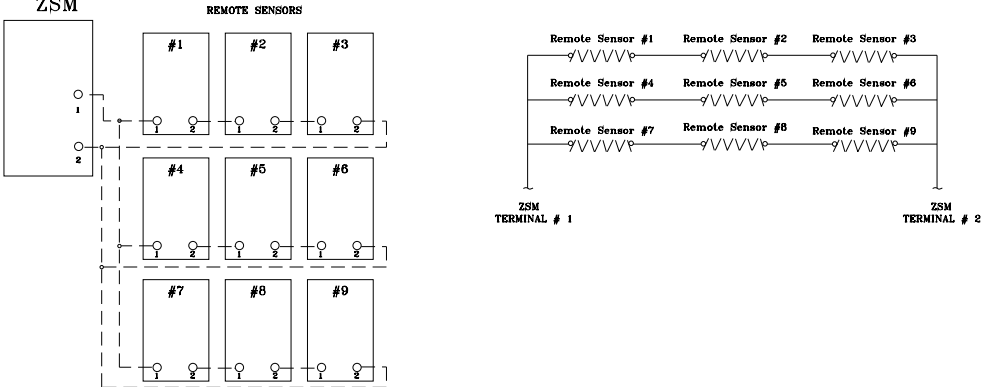 ZSM
REMOTE SENSORS
#1 #2 #3
1
2
1 2 1 2 1 2
#4 #5 #6
1 2 1 2 1 2
#7 #8 #9
1 2 1 2 1 2
Remote Sensor #1 Remote Sensor #2 Remote Sensor #3
Remote Sensor #4 Remote Sensor #5 Remote Sensor #6
Remote Sensor #7 Remote Sensor #8 Remote Sensor #9
ZSM
TERMINAL # 1
ZSM
TERMINAL # 2